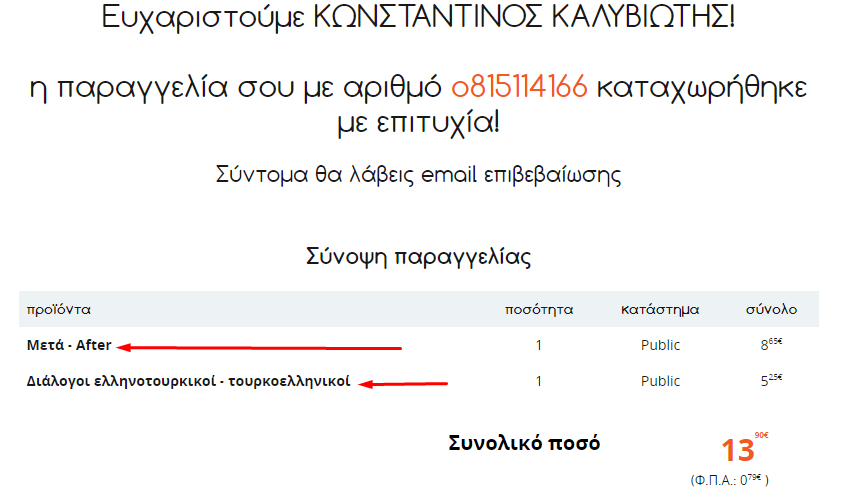 Ευχαριστούμε ΚΩΝΣΤΑΝΤΙΝΟΣ ΚΑΛΥΒΙΩΤΗΣ!
η παραγγελία σου με αριθμό ο815114166 καταχωρήθηκε
με επιτυχία!
Σύντομα θα λάβεις email επιβεβαίωσης
Σύνοψη παραγγελίας
προϊόντα ποσότητα κατάστημα σύνολο
Μετά - After 1 Public 8 65€
Διάλογοι ελληνοτουρκικοί - τουρκοελληνικοί 1 Public 5 25€
Συνολικό ποσό 13 90€
(Φ.Π.Α.: 0 79€ )